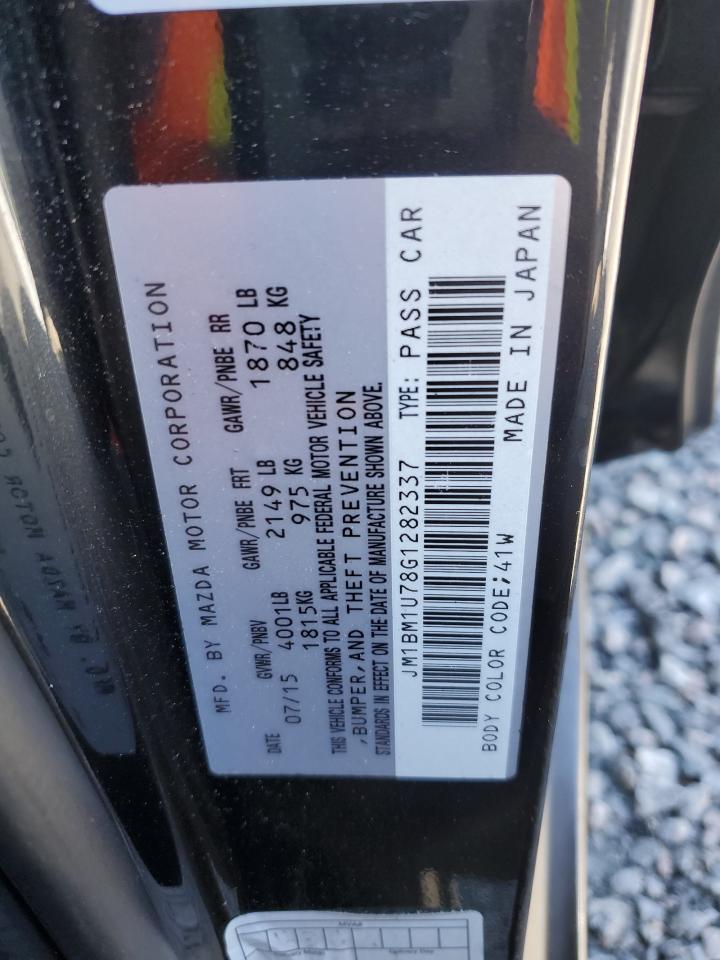 MFD. BY MAZDA MOTOR CORPORATION
DATE GVWR/PNBV GAWR/PNBE FRT GAWR/PNBE RR
07/15 4001LB 2149 LB 1870 LB
1815KG 975 KG 848 KG
THIS VEHICLE CONFORMS TO ALL APPLICABLE FEDERAL MOTOR VEHICLE SAFETY
,BUMPER,AND THEFT PREVENTION
STANDARDS IN EFFECT ON THE DATE OF MANUFACTURE SHOWN ABOVE.
JM1BM1U78G1282337 TYPE: PASS CAR
BODY COLOR CODE;41W MADE IN JAPAN
MVAA